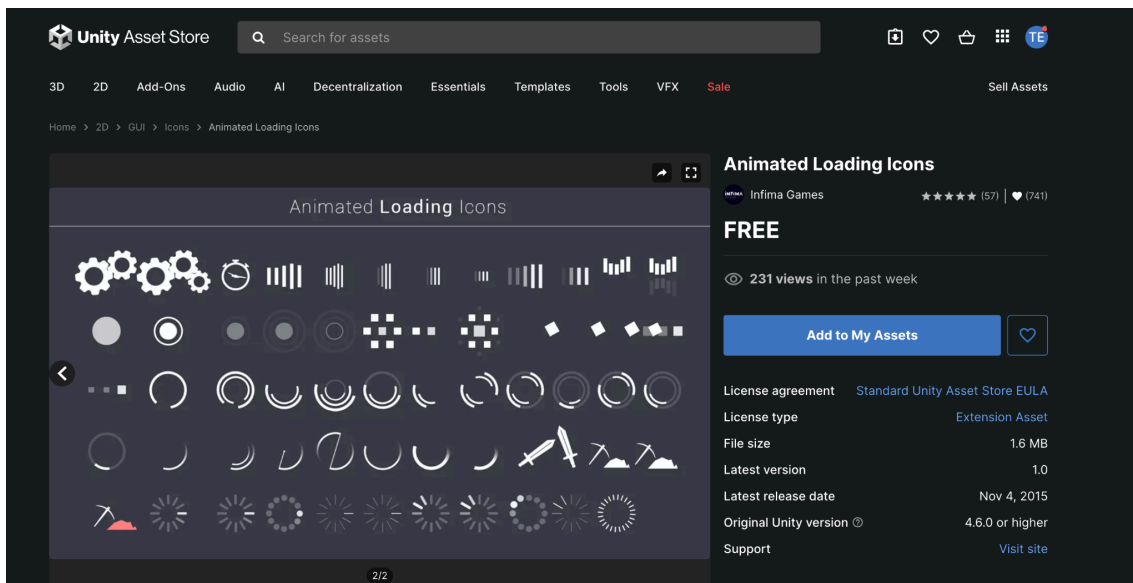 Unity Asset Store
Search for assets
TE
3D 2D Add-Ons Audio AI Decentralization Essentials Templates Tools VFX Sale Sell Assets
Home > 2D > GUI > Icons > Animated Loading Icons
Animated Loading Icons
2/2
Animated Loading Icons
INFIMA Infima Games (57) | (741)
FREE
231 views in the past week
Add to My Assets
License agreement Standard Unity Asset Store EULA
License type Extension Asset
File size 1.6 MB
Latest version 1.0
Latest release date Nov 4, 2015
Original Unity version 4.6.0 or higher
Support Visit site